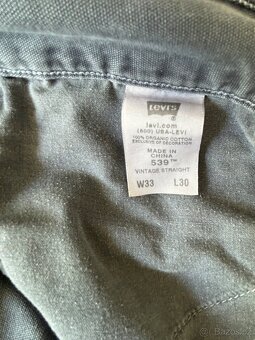 Levi's
®
levi.com
(800) USA-LEVI
100% ORGANIC COTTON
EXCLUSIVE OF DECORATION
MADE IN
CHINA
539™
VINTAGE STRAIGHT
W33 L30